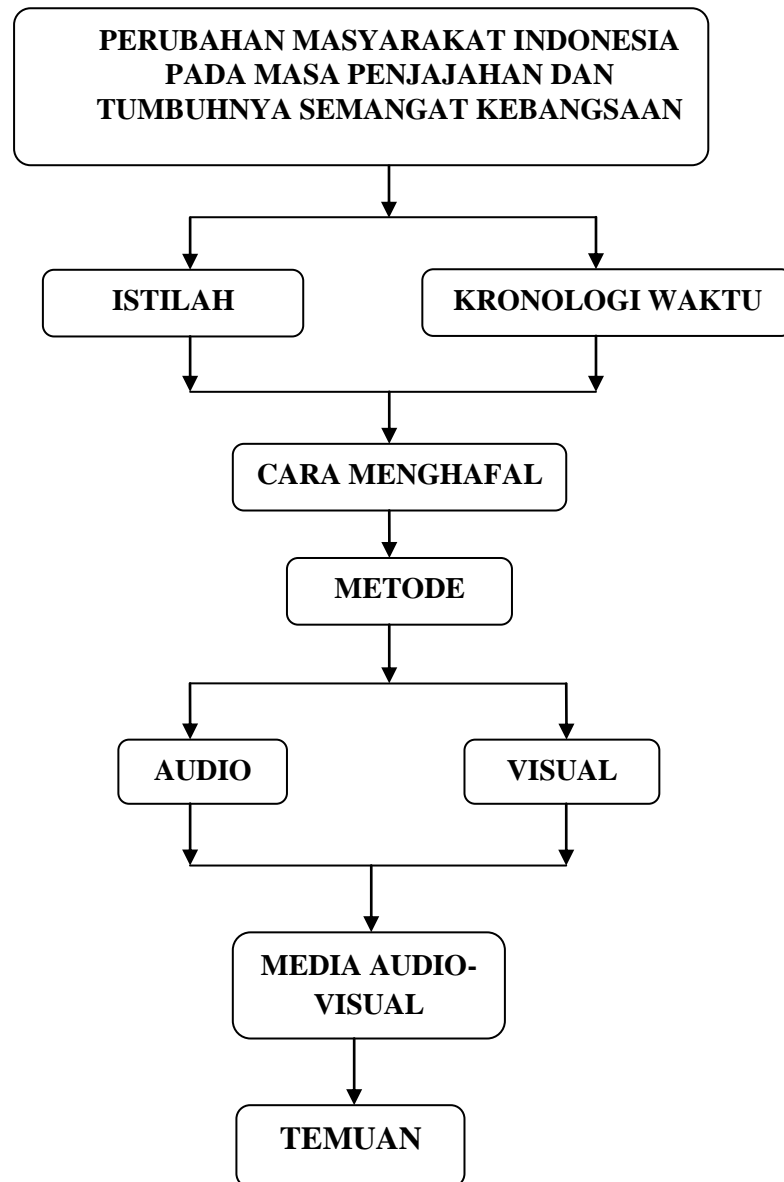 PERUBAHAN MASYARAKAT INDONESIA
PADA MASA PENJAJAHAN DAN
TUMBUHNYA SEMANGAT KEBANGSAAN
ISTILAH
KRONOLOGI WAKTU
CARA MENGHAFAL
METODE
AUDIO
VISUAL
MEDIA AUDIO-
VISUAL
TEMUAN